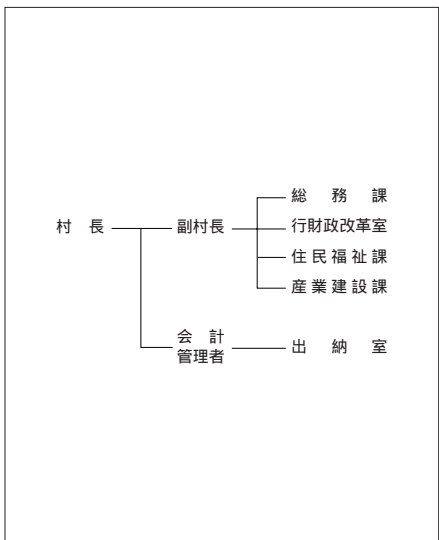 総務課
村長 副村長 行財政改革室
住民福祉課
産業建設課
会計
管理者 出納室